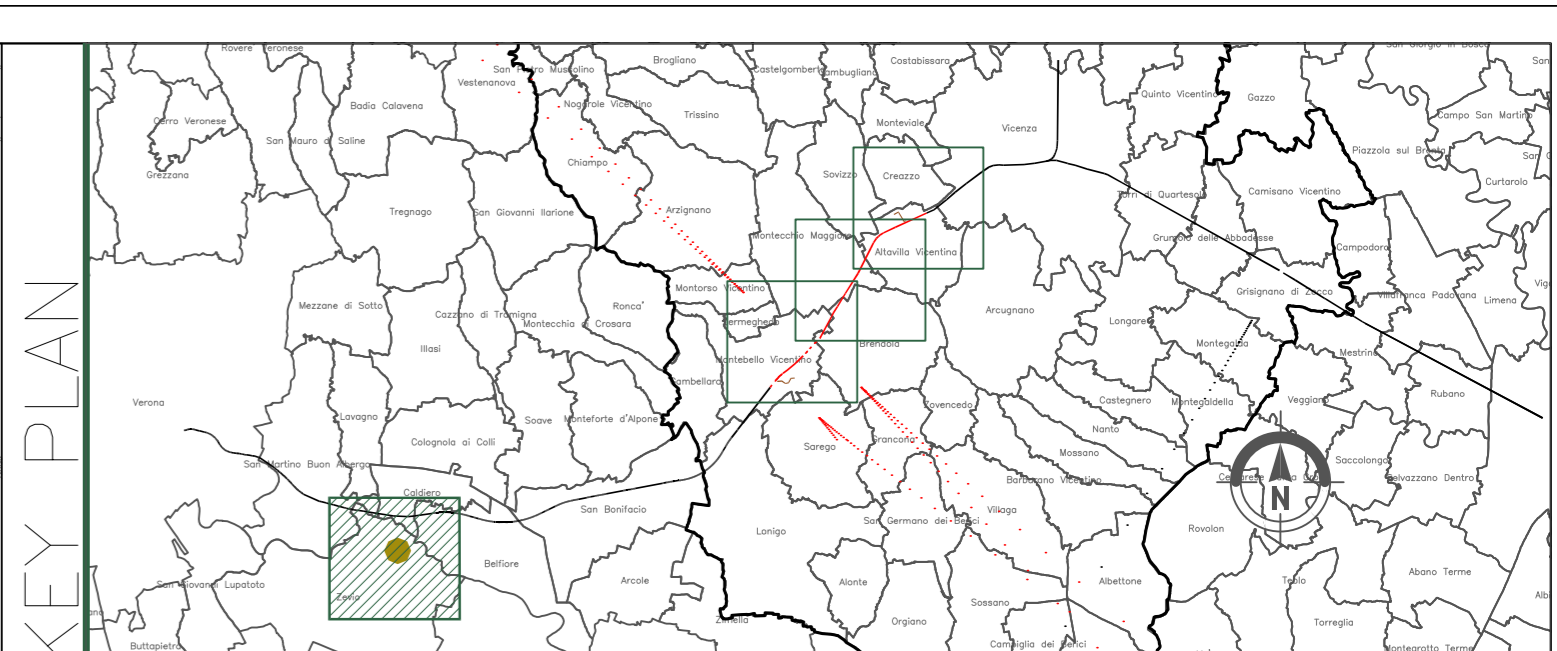 KEY PLAN
Rovere Veronese
San Pietro Mussolino
Vestenanova
Brogliano
Castelgomberto
Gambugliano
Costabissara
Quinto Vicentino
Gazzo
Badia Calavena
Nogarole Vicentino
Trissino
Monteviale
Vicenza
Campo San Martino
Cerro Veronese
San Mauro di Saline
Piazzola sul Brenta
Grezzana
Chiampo
Sovizzo
Creazzo
Curtarolo
Torri di Quartesolo
Camisano Vicentino
Tregnago
San Giovanni Ilarione
Arzignano
Montecchio Maggiore
Altavilla Vicentina
Grumolo delle Abbadesse
Campodoro
Montorso Vicentino
Grisignano di Zocco
Villafranca Padovana
Limena
Mezzane di Sotto
Cazzano di Tramigna
Ronca'
Montecchia di Crosara
Zermeghedo
Arcugnano
Longare
Illasi
Montebello Vicentino
Brendola
Montegalda
Mestrino
Gambellara
Rubano
Verona
Lavagna
Soave
Monteforte d'Alpone
Zovencedo
Castegnero
Montegaldella
Veggiano
Colognola ai Colli
Sarego
Grancona
Nanto
Mossano
San Martino Buon Albergo
Saccolongo
Selvazzano Dentro
Caldiero
Barbarano Vicentino
San Bonifacio
Lonigo
San Germano dei Berici
Villaga
Rovolon
N
Belfiore
Arcole
Alonte
Albettone
Teolo
Abano Terme
San Giovanni Lupatoto
Zevio
Sossano
Zimella
Orgiano
Torreglia
Buttapietra
Campiglia dei Berici
Montegrotto Terme